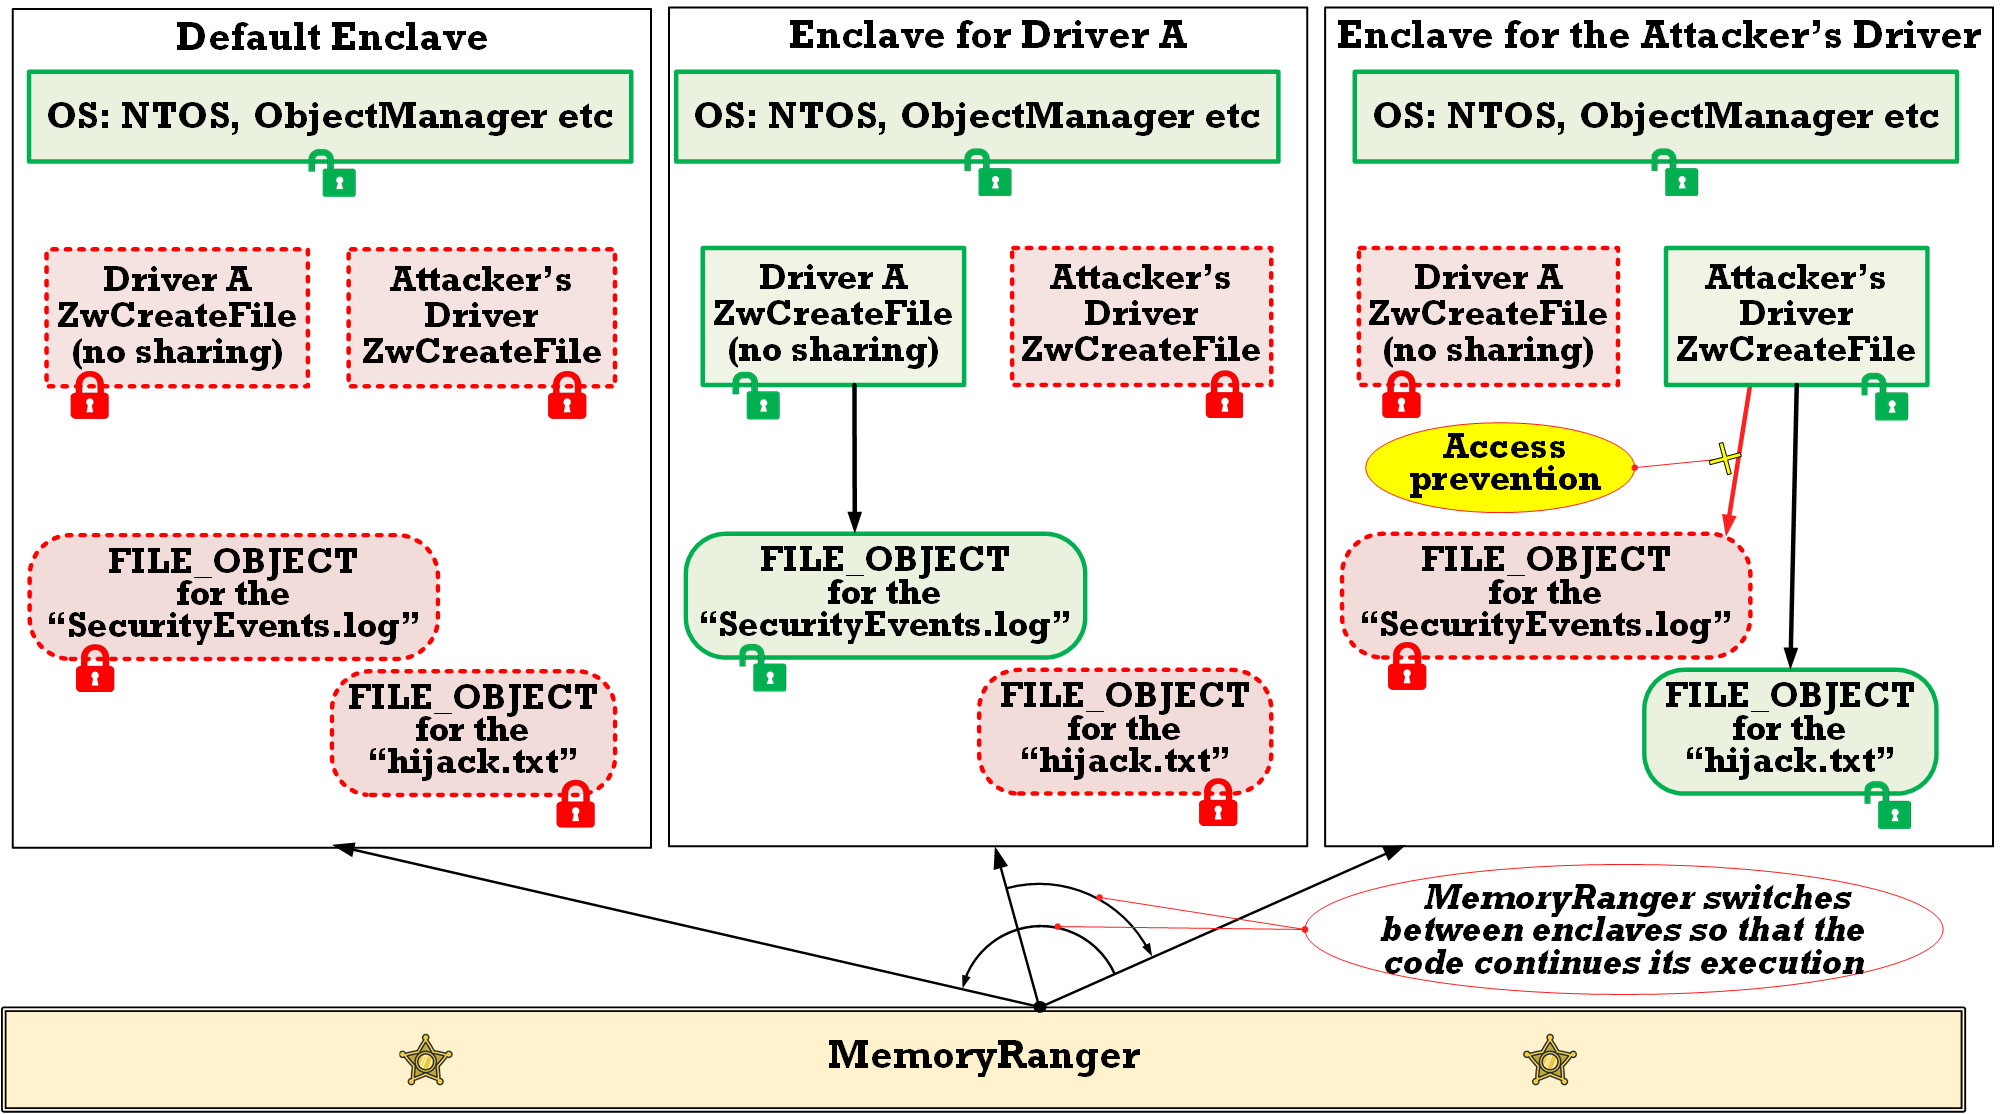 Default Enclave
OS: NTOS, ObjectManager etc
Driver A
ZwCreateFile
(no sharing)
Attacker’s
Driver
ZwCreateFile
FILE_OBJECT
for the
“SecurityEvents.log”
FILE_OBJECT
for the
“hijack.txt”
Enclave for Driver A
OS: NTOS, ObjectManager etc
Driver A
ZwCreateFile
(no sharing)
Attacker’s
Driver
ZwCreateFile
FILE_OBJECT
for the
“SecurityEvents.log”
FILE_OBJECT
for the
“hijack.txt”
Enclave for the Attacker’s Driver
OS: NTOS, ObjectManager etc
Driver A
ZwCreateFile
(no sharing)
Attacker’s
Driver
ZwCreateFile
Access
prevention
FILE_OBJECT
for the
“SecurityEvents.log”
FILE_OBJECT
for the
“hijack.txt”
MemoryRanger switches
between enclaves so that the
code continues its execution
MemoryRanger